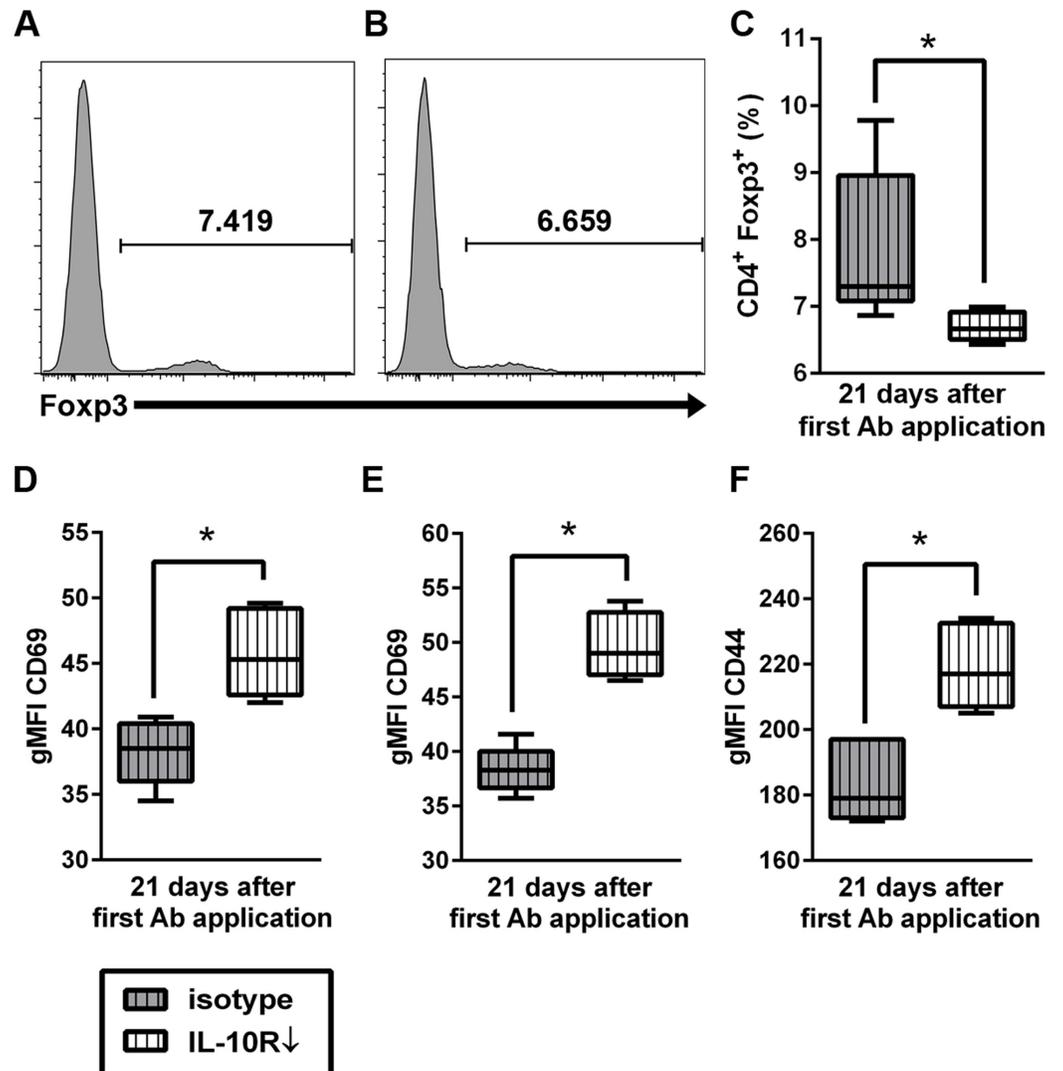 A
B
C
7.419
6.659
Foxp3
CD4+ Foxp3+ (%)
11
10
9
8
7
6
*
21 days after
first Ab application
D
E
F
gMFI CD69
55
50
45
40
35
30
*
21 days after
first Ab application
gMFI CD69
60
55
50
45
40
35
30
*
21 days after
first Ab application
gMFI CD44
260
240
220
200
180
160
*
21 days after
first Ab application
isotype
IL-10R↓